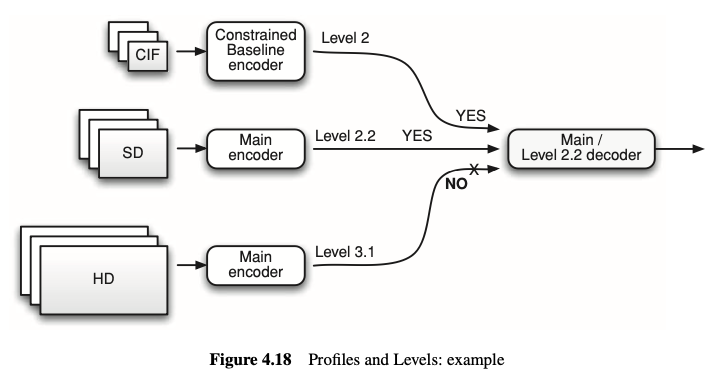 CIF
Constrained
Baseline
encoder
Level 2
YES
SD
Main
encoder
Level 2.2
YES
Main /
Level 2.2 decoder
X
NO
HD
Main
encoder
Level 3.1
Figure 4.18 Profiles and Levels: example